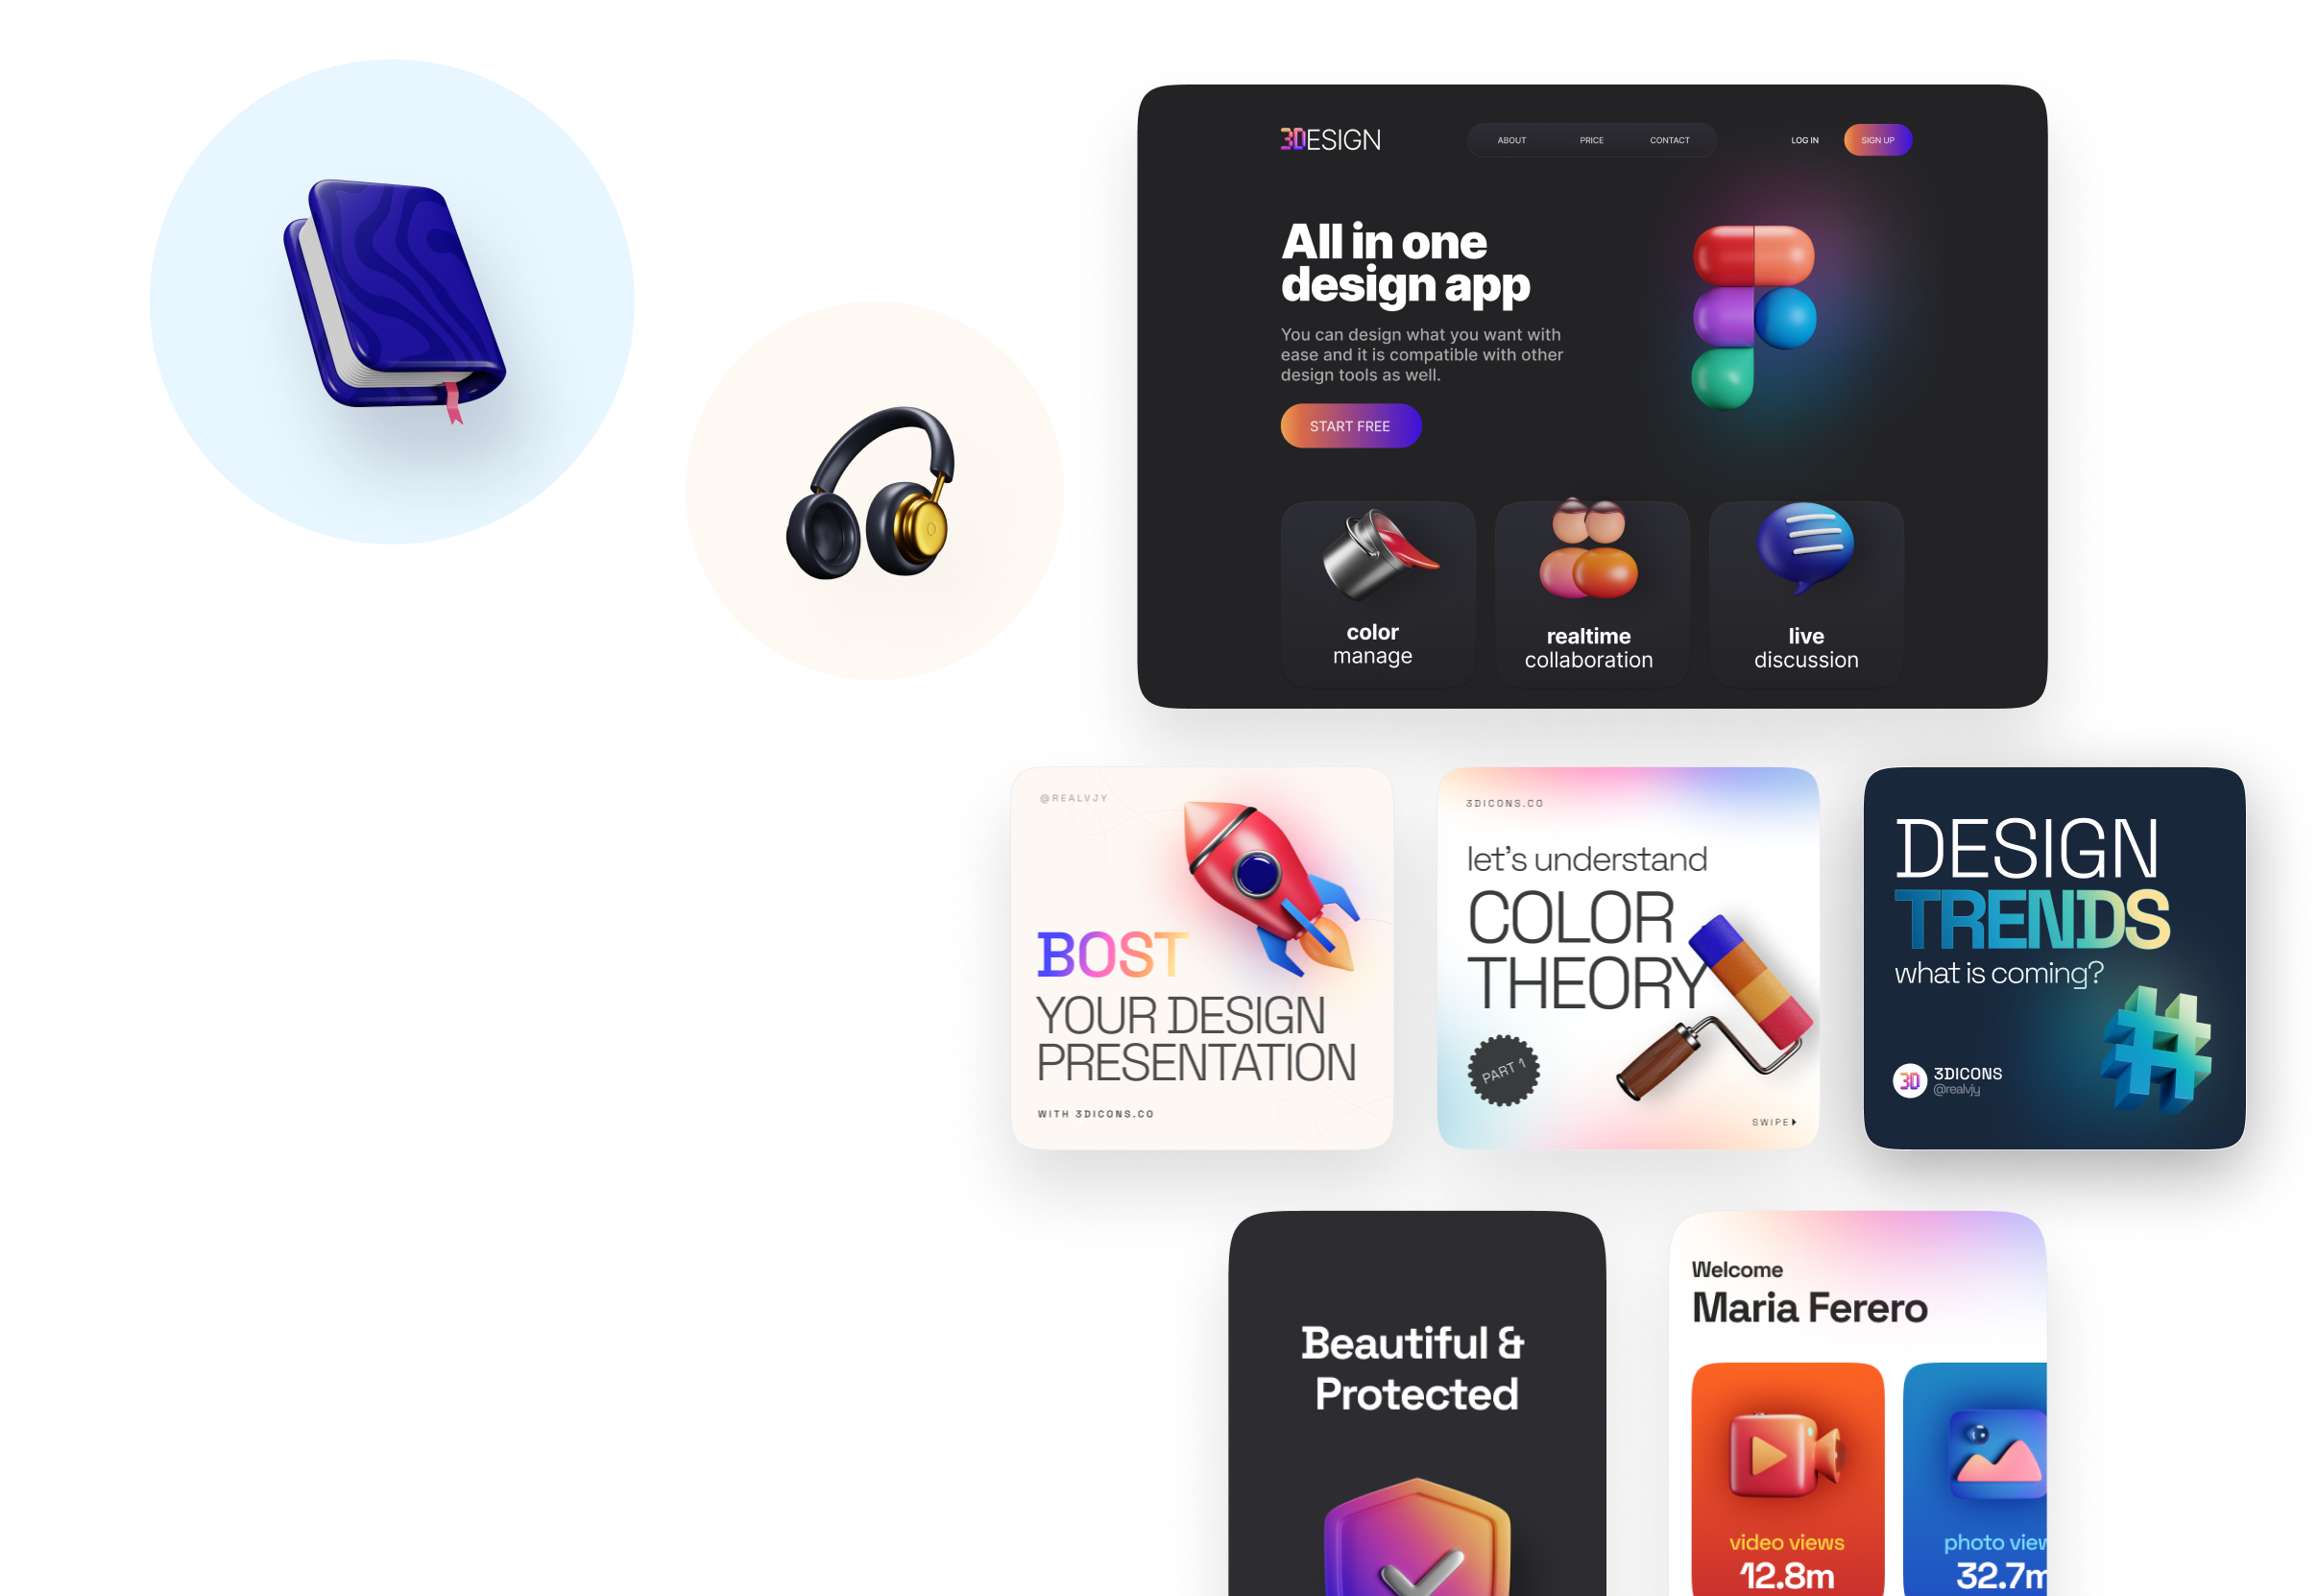 3DESIGN
ABOUT PRICE CONTACT
LOG IN
SIGN UP
All in one
design app
You can design what you want with
ease and it is compatible with other
design tools as well.
START FREE
color
manage
realtime
collaboration
live
discussion
@REALVJY
BOST
YOUR DESIGN
PRESENTATION
WITH 3DICONS.CO
3DICONS.CO
let's understand
COLOR
THEORY
PART 1
SWIPE
DESIGN
TRENDS
what is coming?
#
3D
3DICONS
@realvjy
Beautiful &
Protected
Welcome
Maria Ferero
video views
12.8m
photo view
32.7m